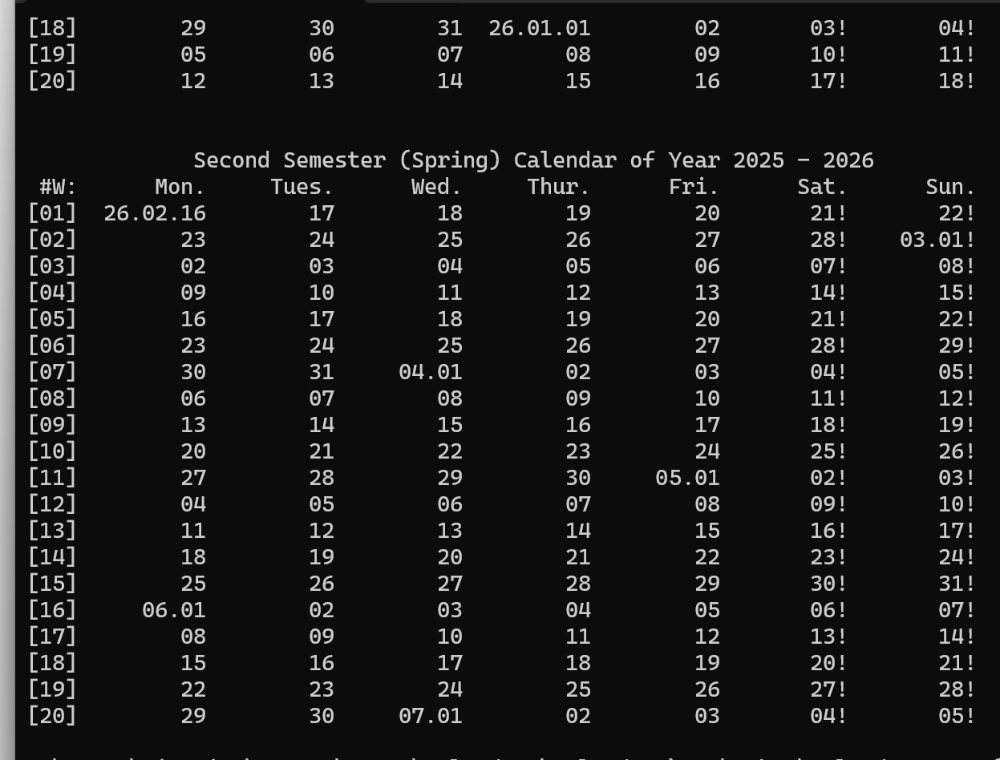 [18] 29 30 31 26.01.01 02 03! 04!
[19] 05 06 07 08 09 10! 11!
[20] 12 13 14 15 16 17! 18!
Second Semester (Spring) Calendar of Year 2025 - 2026
#W: Mon. Tues. Wed. Thur. Fri. Sat. Sun.
[01] 26.02.16 17 18 19 20 21! 22!
[02] 23 24 25 26 27 28! 03.01!
[03] 02 03 04 05 06 07! 08!
[04] 09 10 11 12 13 14! 15!
[05] 16 17 18 19 20 21! 22!
[06] 23 24 25 26 27 28! 29!
[07] 30 31 04.01 02 03 04! 05!
[08] 06 07 08 09 10 11! 12!
[09] 13 14 15 16 17 18! 19!
[10] 20 21 22 23 24 25! 26!
[11] 27 28 29 30 05.01 02! 03!
[12] 04 05 06 07 08 09! 10!
[13] 11 12 13 14 15 16! 17!
[14] 18 19 20 21 22 23! 24!
[15] 25 26 27 28 29 30! 31!
[16] 06.01 02 03 04 05 06! 07!
[17] 08 09 10 11 12 13! 14!
[18] 15 16 17 18 19 20! 21!
[19] 22 23 24 25 26 27! 28!
[20] 29 30 07.01 02 03 04! 05!